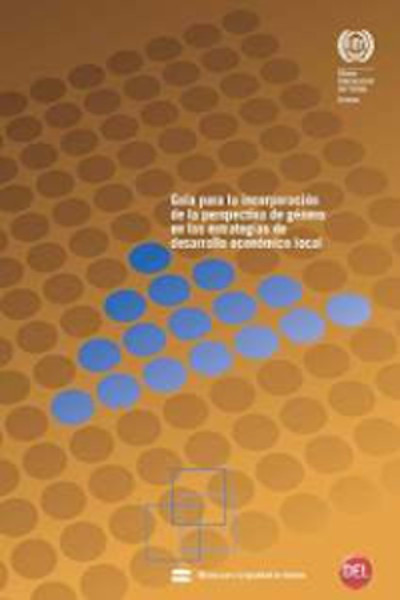 Guía para la incorporación
de la perspectiva de género
en las estrategias de
desarrollo económico local
Oficina
Internacional
del Trabajo
DEL